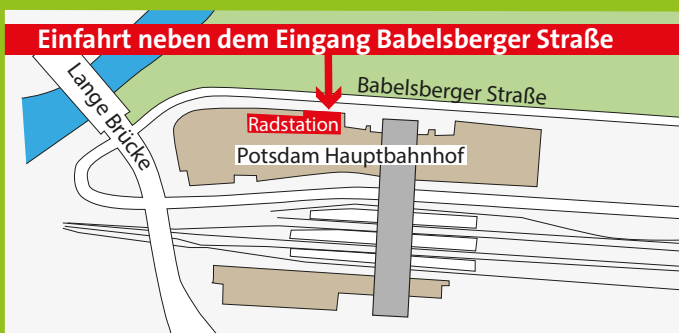 Einfahrt neben dem Eingang Babelsberger Straße
Lange Brücke
Babelsberger Straße
Radstation
Potsdam Hauptbahnhof